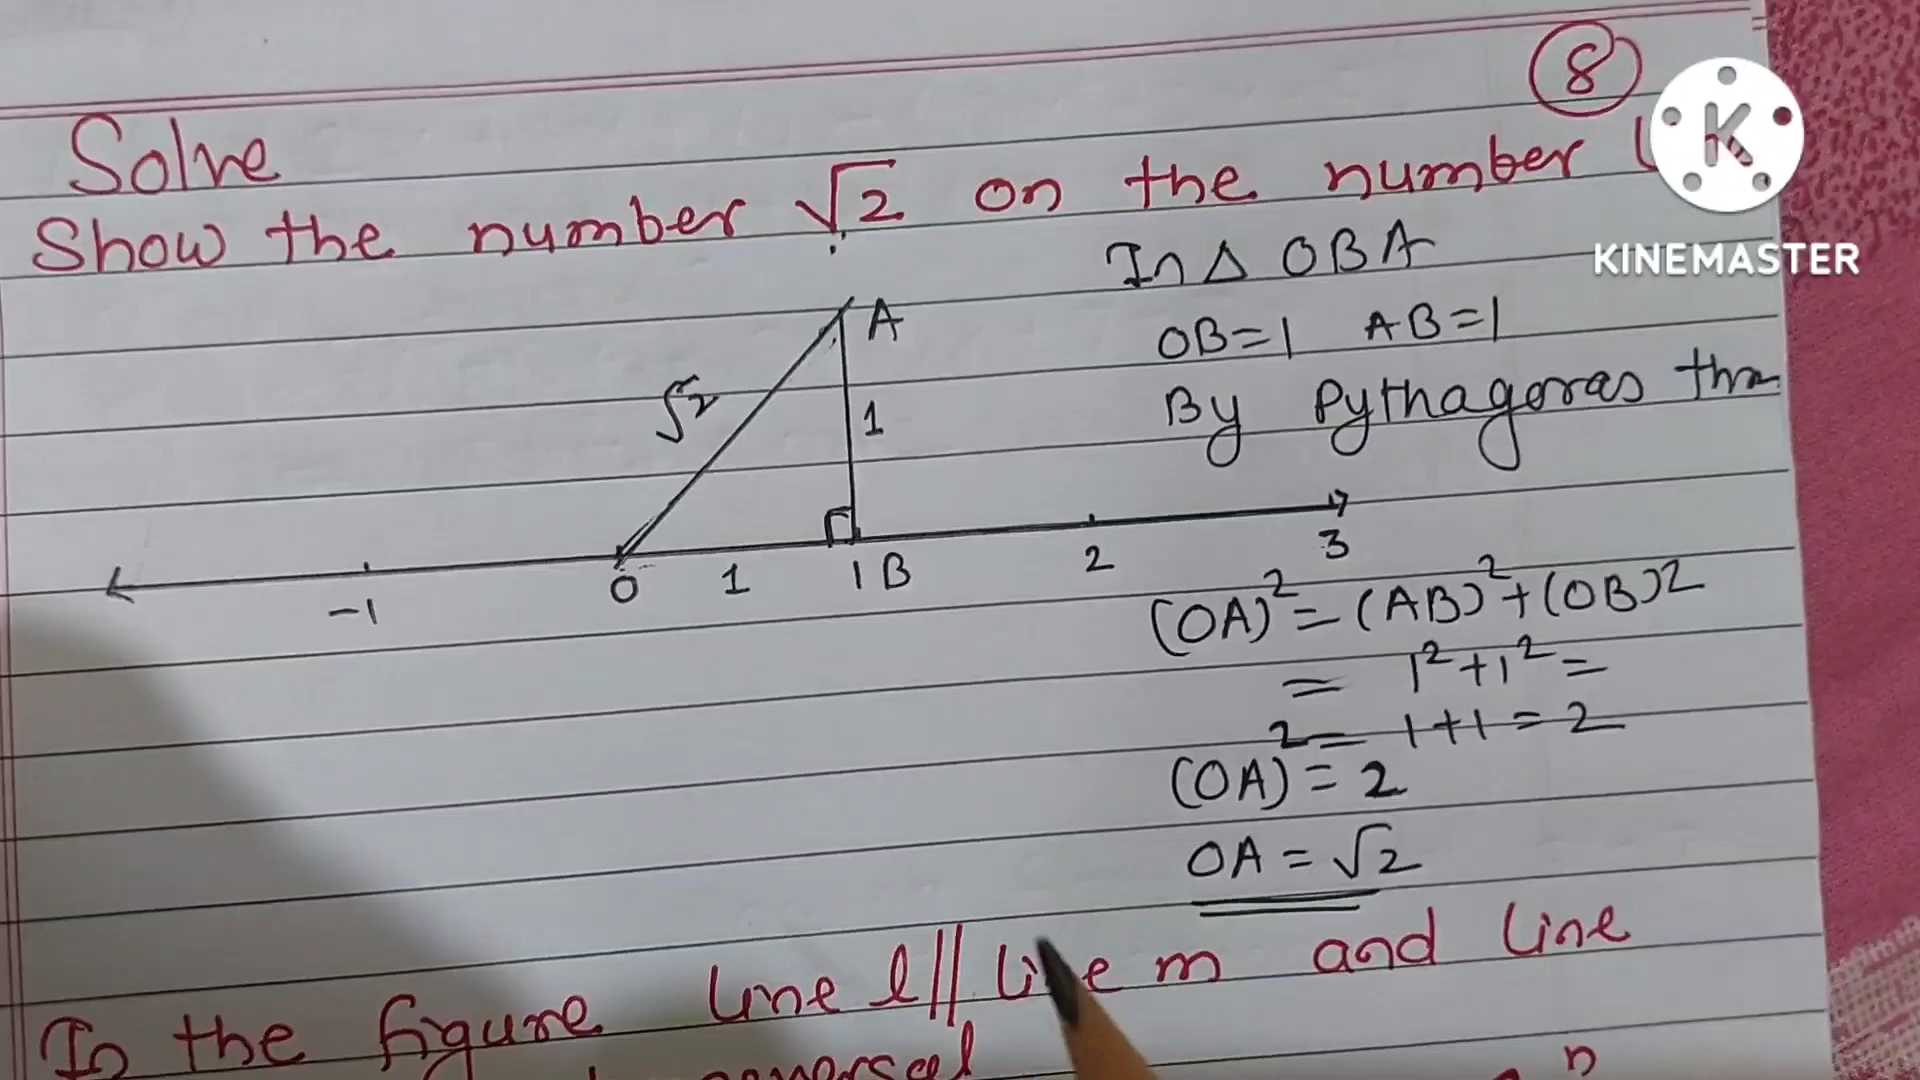 8
Solve
Show the number √2 on the number
KINEMASTER
In △ OBA
OB=1 AB=1
By Pythagoras thm
A
√2
1
-1 0 1 1 B 2 3
(OA)²=(AB)²+(OB)2
= 1²+1²=
= 1+1=2
(OA)²=2
OA=√2
In the figure line l || line m and line
n